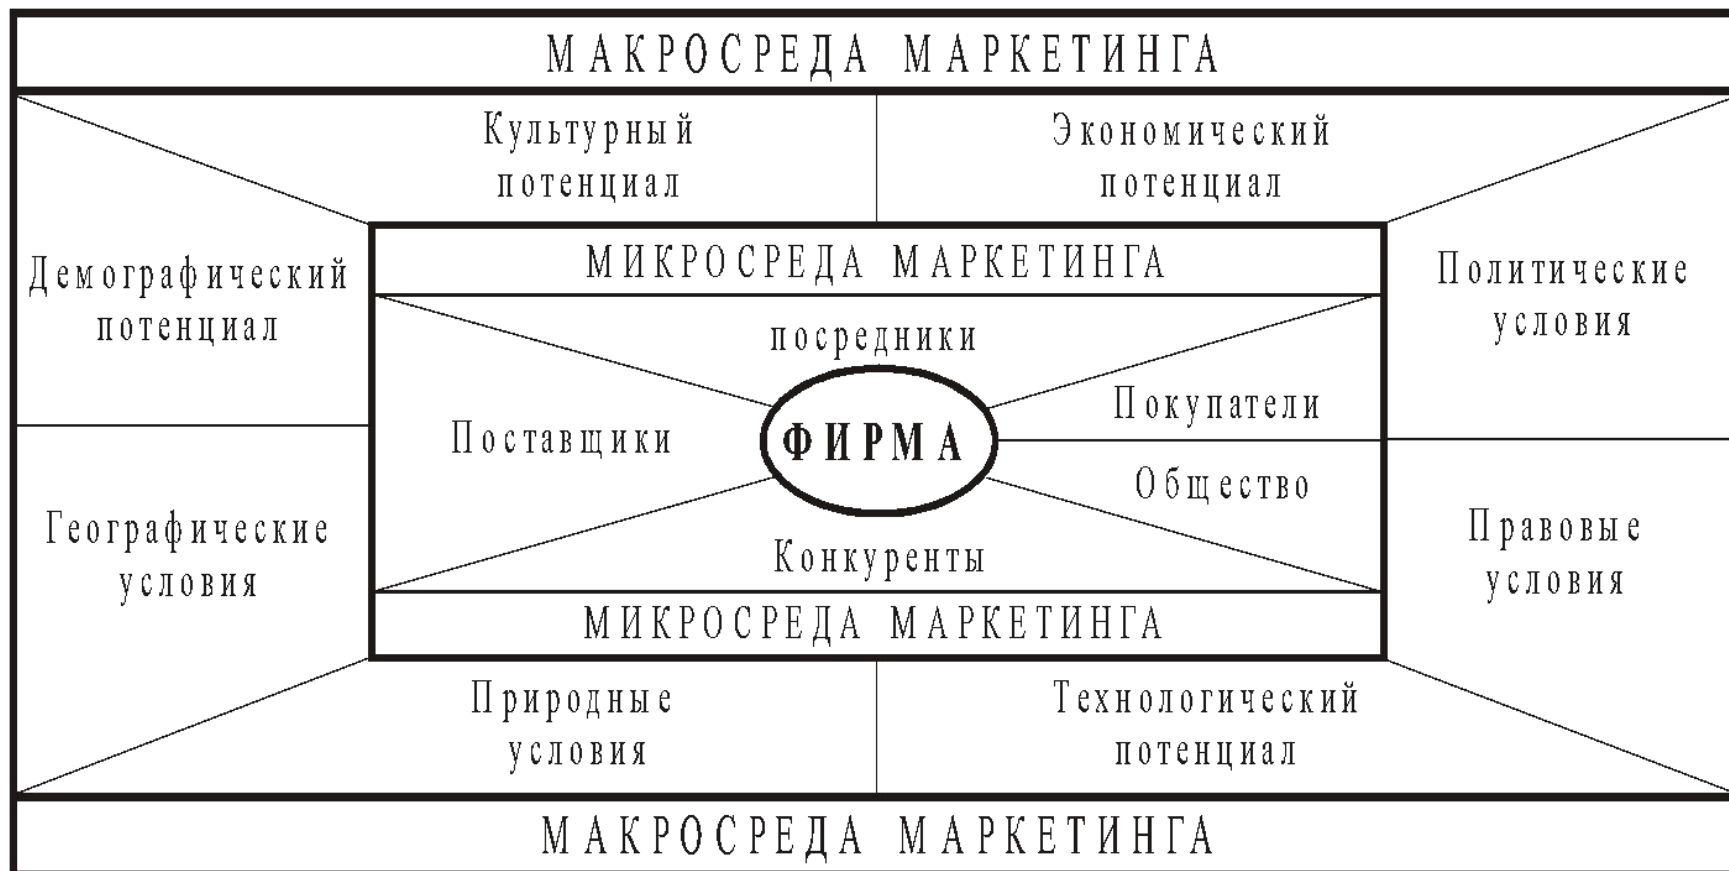 МАКРОСРЕДА МАРКЕТИНГА
Культурный
потенциал
Экономический
потенциал
Демографический
потенциал
МИКРОСРЕДА МАРКЕТИНГА
Политические
условия
посредники
Поставщики
ФИРМА
Покупатели
Общество
Конкуренты
Географические
условия
Правовые
условия
МИКРОСРЕДА МАРКЕТИНГА
Природные
условия
Технологический
потенциал
МАКРОСРЕДА МАРКЕТИНГА